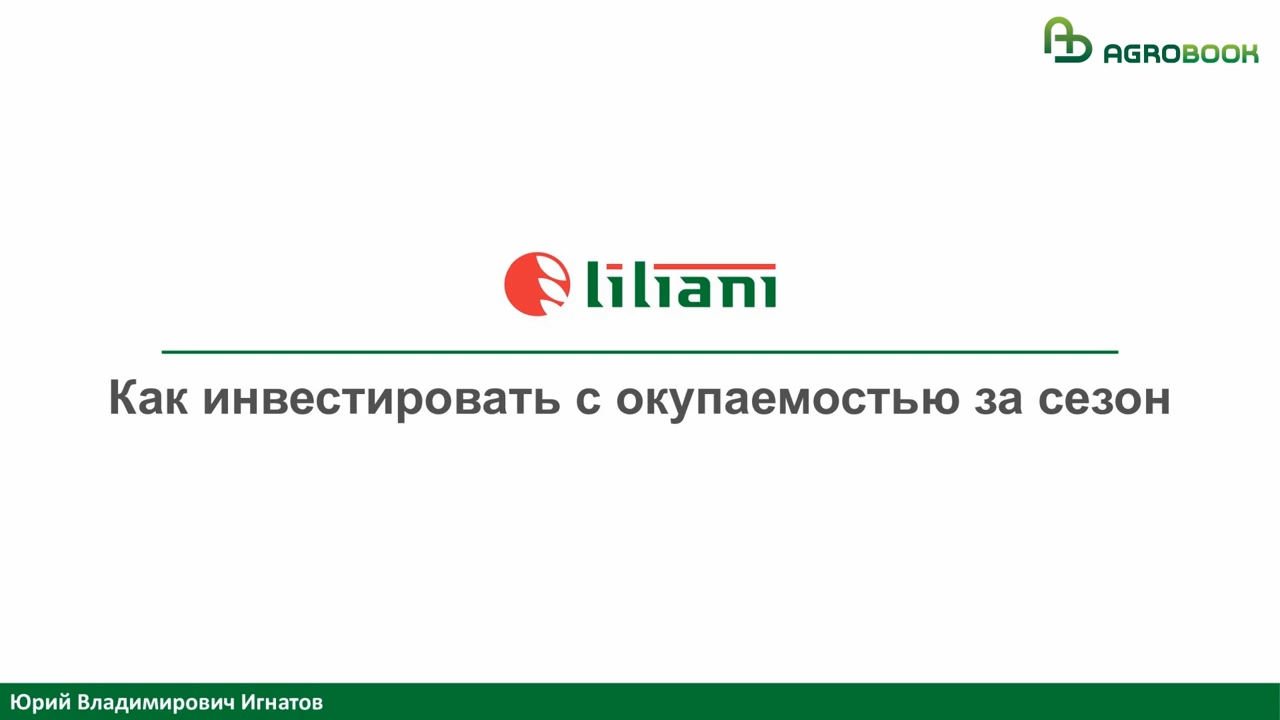 AGROBOOK
liliani
Как инвестировать с окупаемостью за сезон
Юрий Владимирович Игнатов